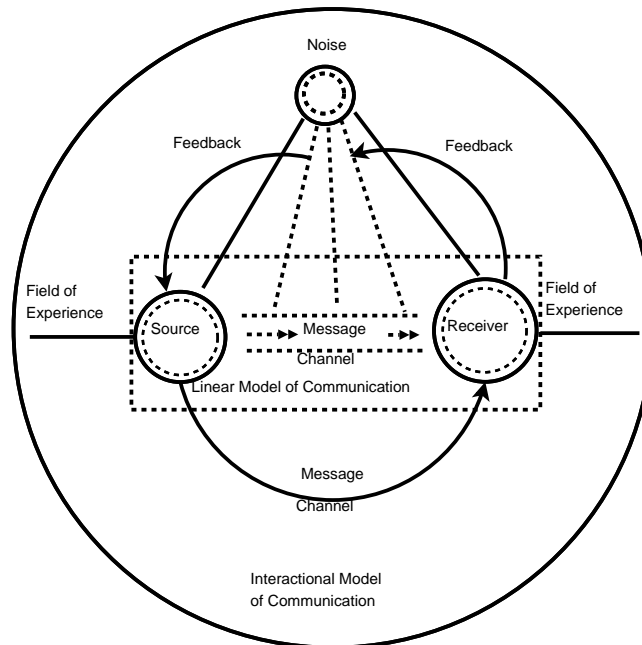 Noise
Feedback
Feedback
Field of
Experience
Source
Message
Receiver
Field of
Experience
Channel
Linear Model of Communication
Message
Channel
Interactional Model
of Communication